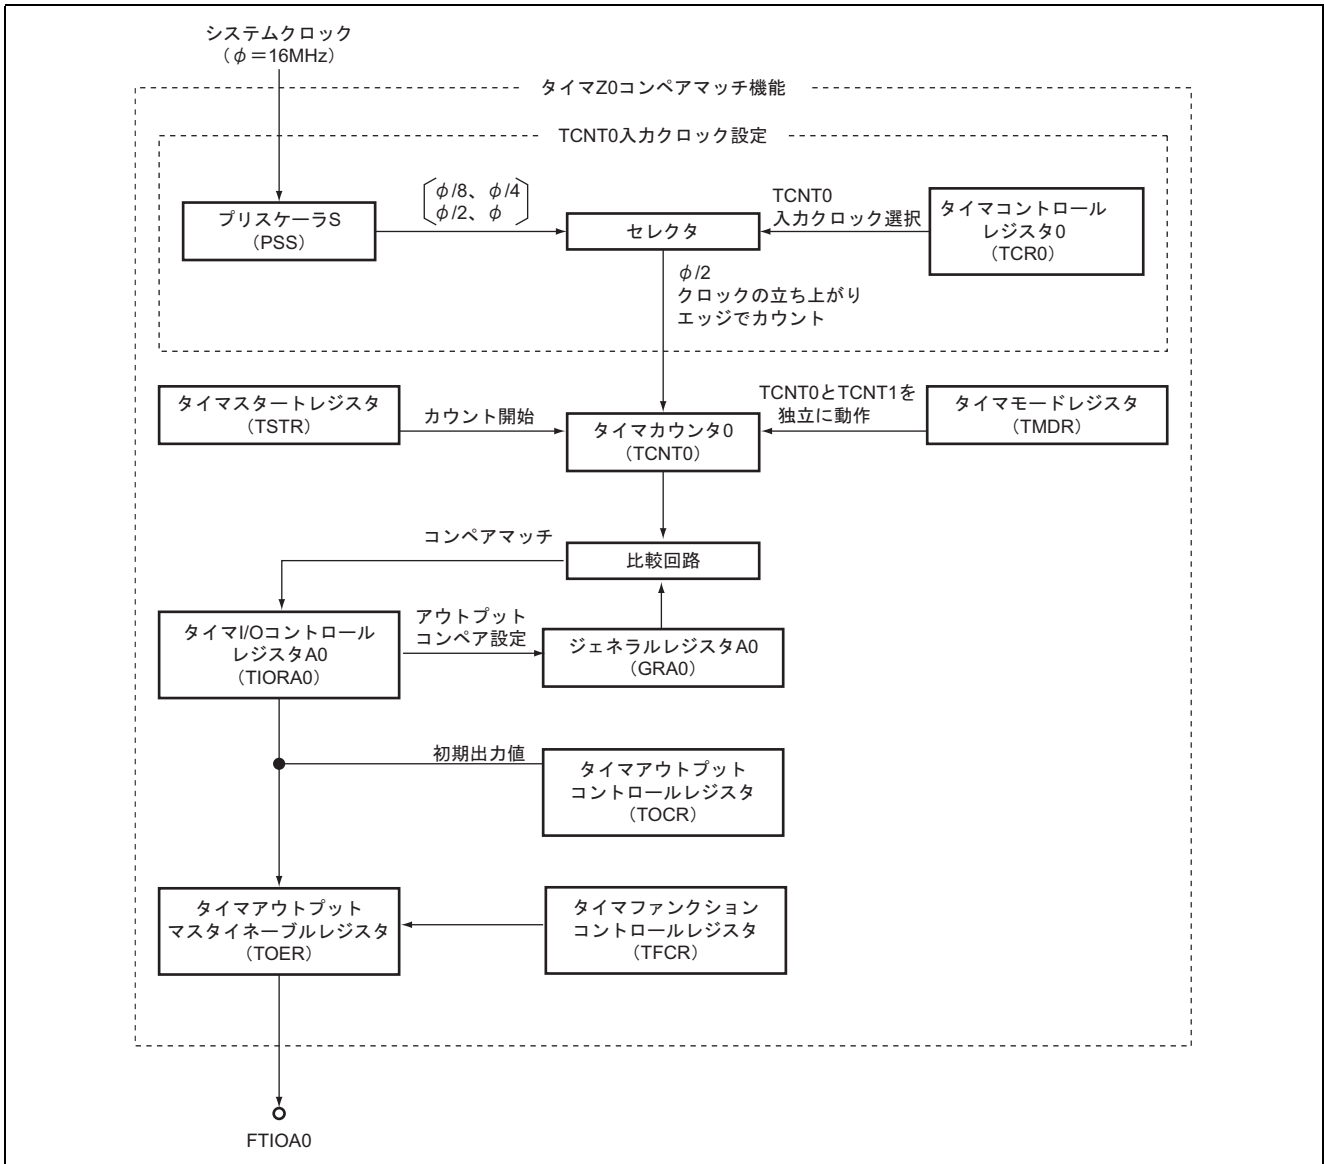 システムクロック
（φ＝16MHz）
タイマZ0コンペアマッチ機能
TCNT0入力クロック設定
プリスケーラS
（PSS）
φ/8、φ/4
φ/2、φ
セレクタ
TCNT0
入力クロック選択
タイマコントロール
レジスタ0
（TCR0）
φ/2
クロックの立ち上がり
エッジでカウント
タイマスタートレジスタ
（TSTR）
カウント開始
タイマカウンタ0
（TCNT0）
TCNT0とTCNT1を
独立に動作
タイマモードレジスタ
（TMDR）
コンペアマッチ
比較回路
タイマI/Oコントロール
レジスタA0
（TIORA0）
アウトプット
コンペア設定
ジェネラルレジスタA0
（GRA0）
初期出力値
タイマアウトプット
コントロールレジスタ
（TOCR）
タイマアウトプット
マスタイネーブルレジスタ
（TOER）
タイマファンクション
コントロールレジスタ
（TFCR）
FTIOA0